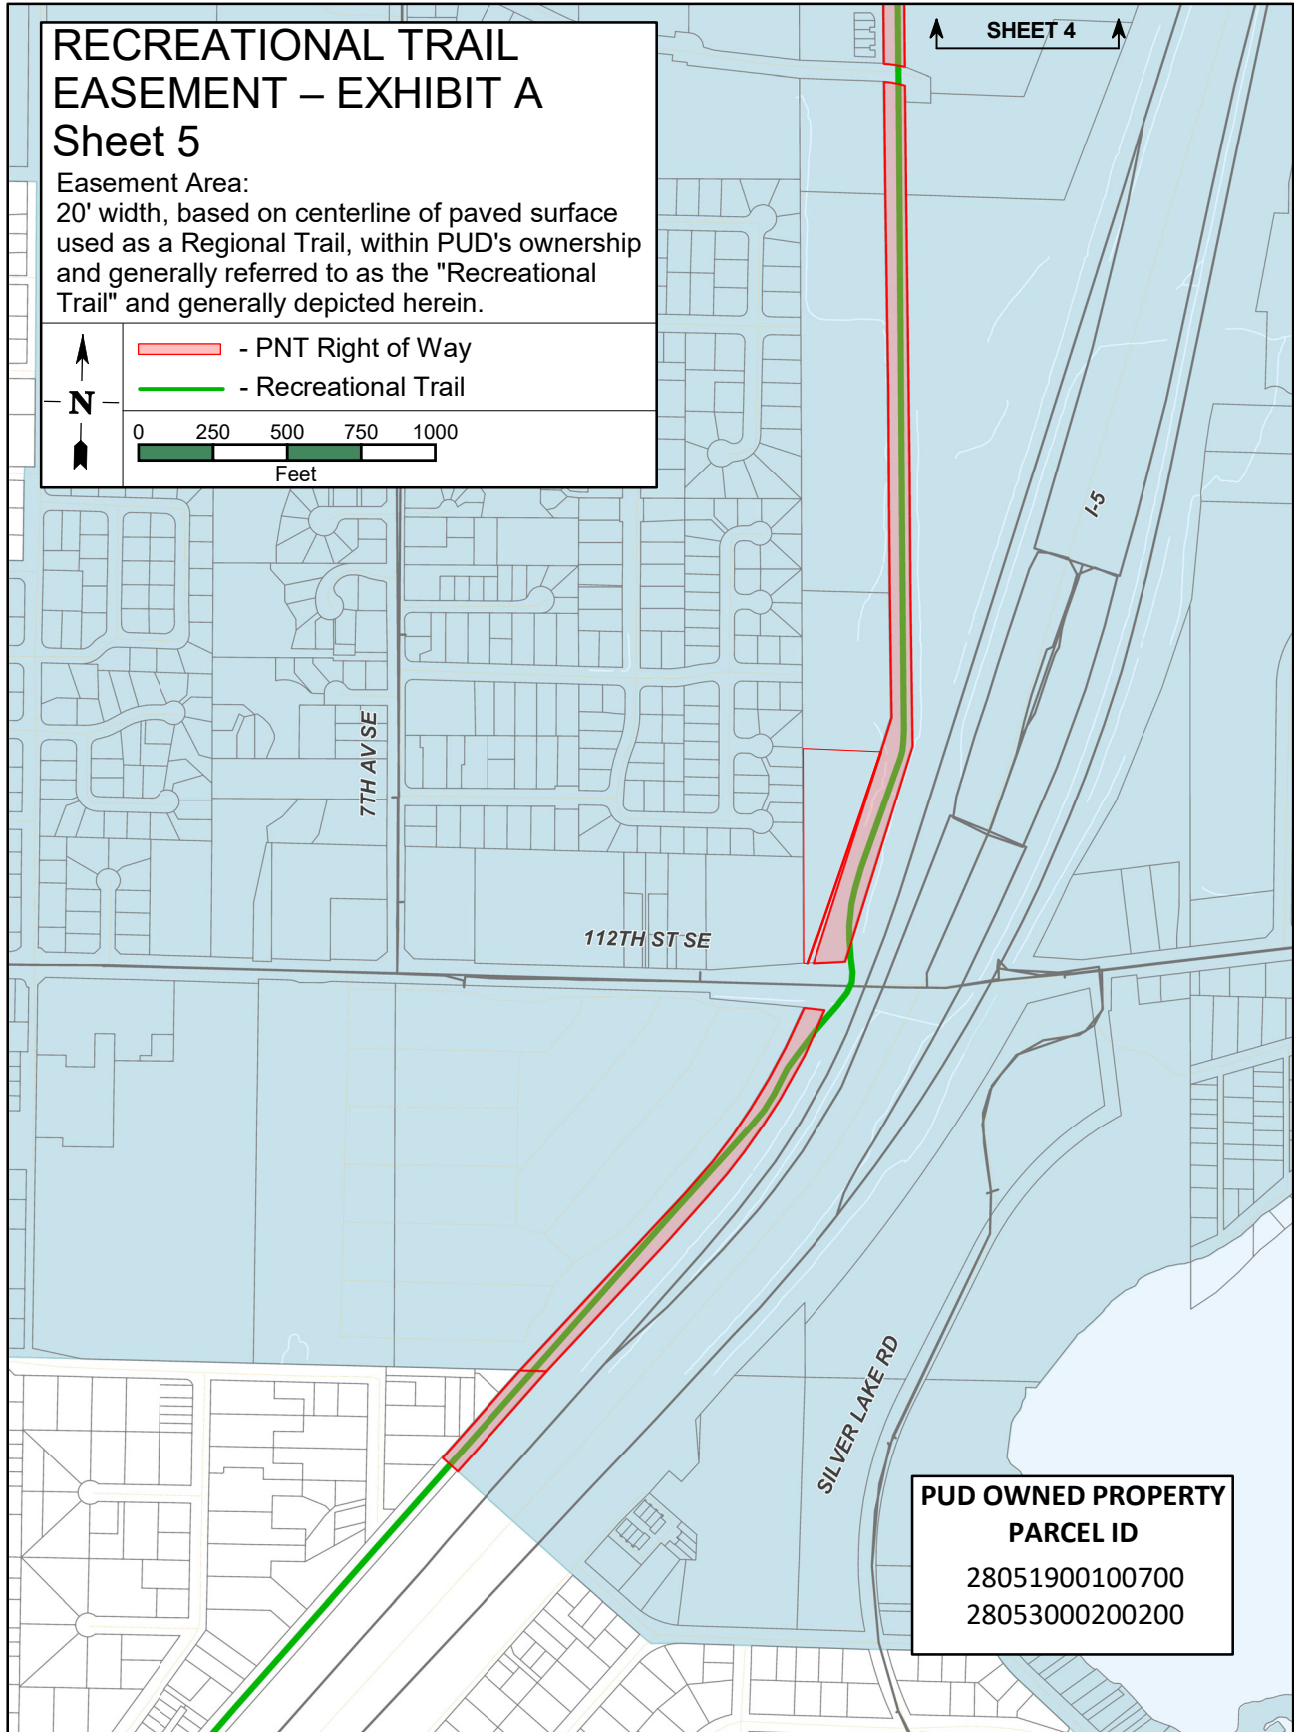 RECREATIONAL TRAIL
EASEMENT – EXHIBIT A
Sheet 5
Easement Area:
20' width, based on centerline of paved surface
used as a Regional Trail, within PUD's ownership
and generally referred to as the "Recreational
Trail" and generally depicted herein.
N
- PNT Right of Way
- Recreational Trail
0 250 500 750 1000
Feet
SHEET 4
I-5
7TH AV SE
112TH ST SE
SILVER LAKE RD
PUD OWNED PROPERTY
PARCEL ID
28051900100700
28053000200200